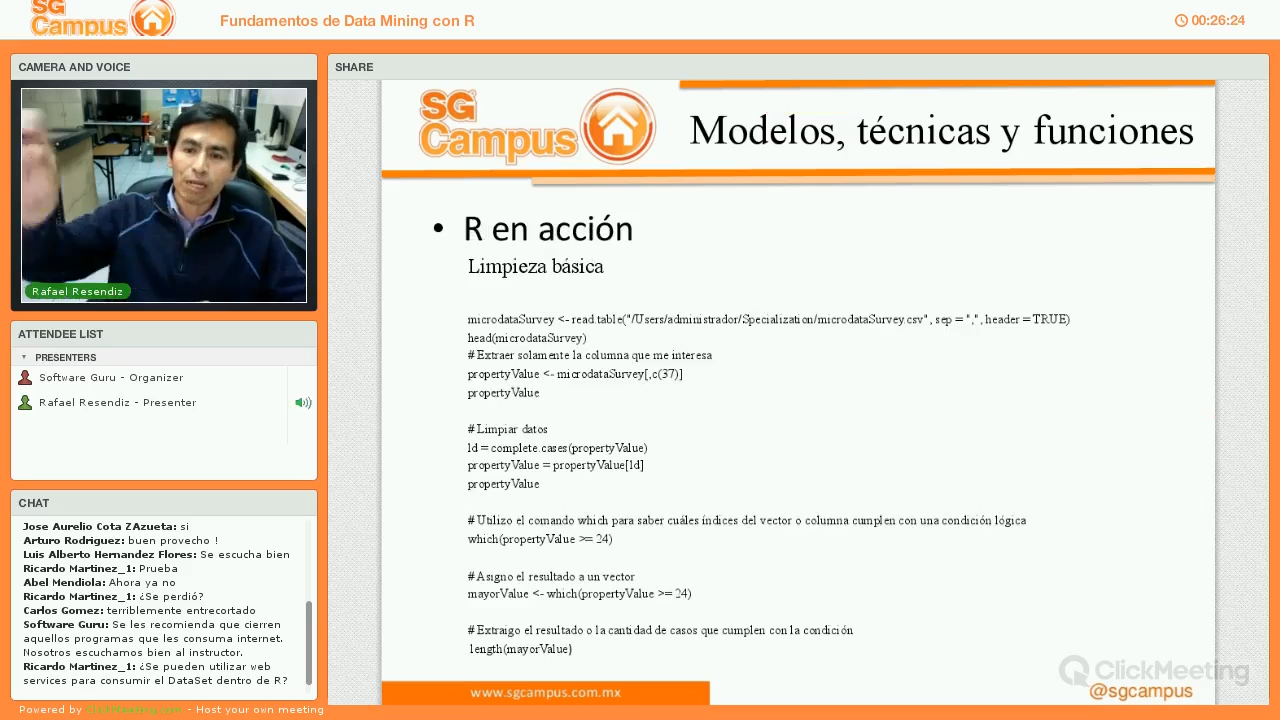 SG
Campus
Fundamentos de Data Mining con R
00:26:24
CAMERA AND VOICE
Rafael Resendiz
ATTENDEE LIST
PRESENTERS
Software Guru - Organizer
Rafael Resendiz - Presenter
CHAT
Jose Aurelio Cota ZAzueta: si
Arturo Rodriguez: buen provecho !
Luis Alberto Hernandez Flores: Se escucha bien
Ricardo Martinez_1: Prueba
Abel Mendiola: Ahora ya no
Ricardo Martinez_1: ¿Se perdió?
Carlos Gomez: terriblemente entrecortado
Software Guru: Se les recomienda que cierren
aquellos programas que les consuma internet.
Nosotros escuchamos bien al instructor.
Ricardo Martinez_1: ¿Se pueden utilizar web
services para consumir el DataSet dentro de R?
Powered by ClickMeeting.com - Host your own meeting
SHARE
SG
Campus
Modelos, técnicas y funciones
• R en acción
Limpieza básica
microdataSurvey <- read.table("/Users/administrador/Specialization/microdataSurvey.csv", sep = ",", header =TRUE)
head(microdataSurvey)
# Extraer solamente la columna que me interesa
propertyValue <- microdataSurvey[,c(37)]
propertyValue
# Limpiar datos
ld = complete.cases(propertyValue)
propertyValue = propertyValue[ld]
propertyValue
# Utilizo el comando which para saber cuáles índices del vector o columna cumplen con una condición lógica
which(propertyValue >= 24)
# Asigno el resultado a un vector
mayorValue <- which(propertyValue >= 24)
# Extraigo el resultado o la cantidad de casos que cumplen con la condición
length(mayorValue)
www.sgcampus.com.mx
ClickMeeting
@sgcampus